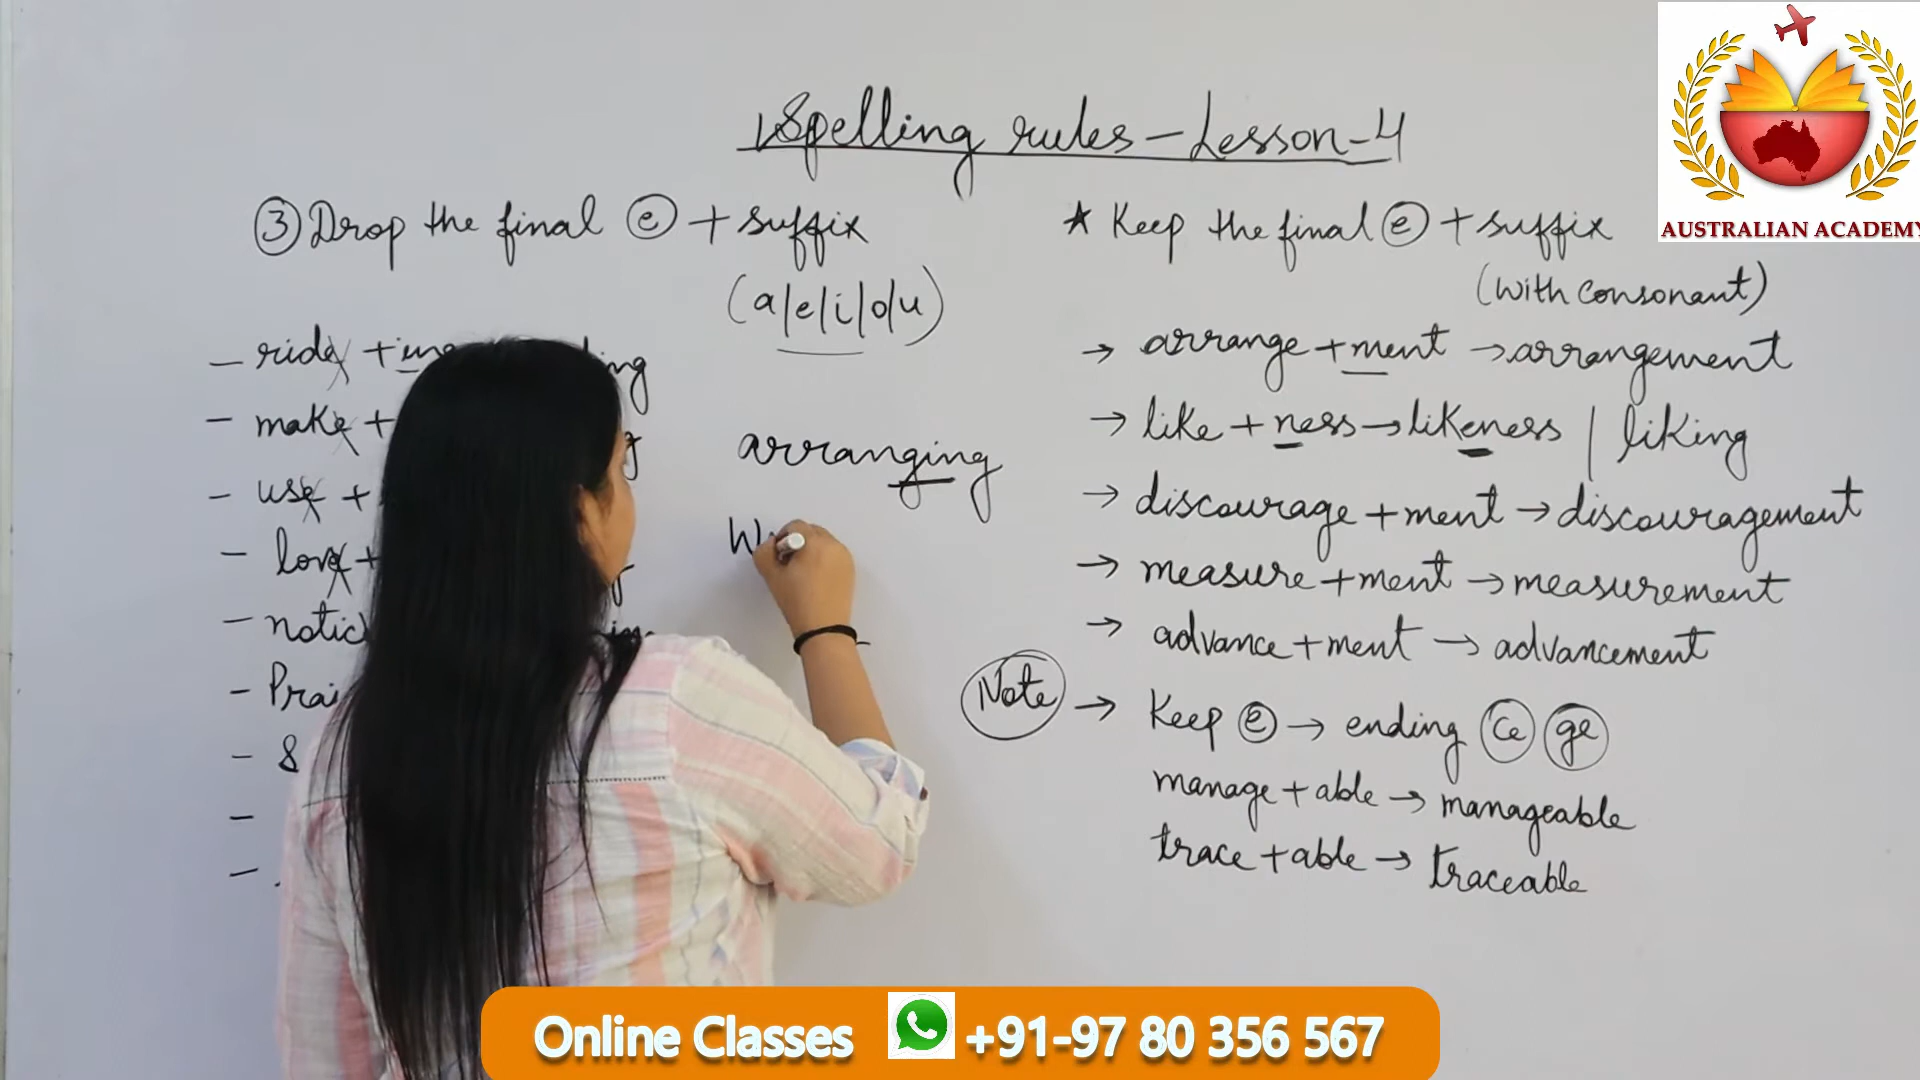 Spelling rules – Lesson-4
③ Drop the final ⓔ + suffix
(a/e/i/o/u)
– ride + ing
– make +
– use +
– love +
– notic
– Prai
– S
–
–
arranging
W
★ Keep the final ⓔ + suffix
(with consonant)
→ arrange + ment → arrangement
→ like + ness → likeness | liking
→ discourage + ment → discouragement
→ measure + ment → measurement
→ advance + ment → advancement
Note → Keep ⓔ → ending ce ge
manage + able → manageable
trace + able → traceable
AUSTRALIAN ACADEMY
Online Classes +91-97 80 356 567